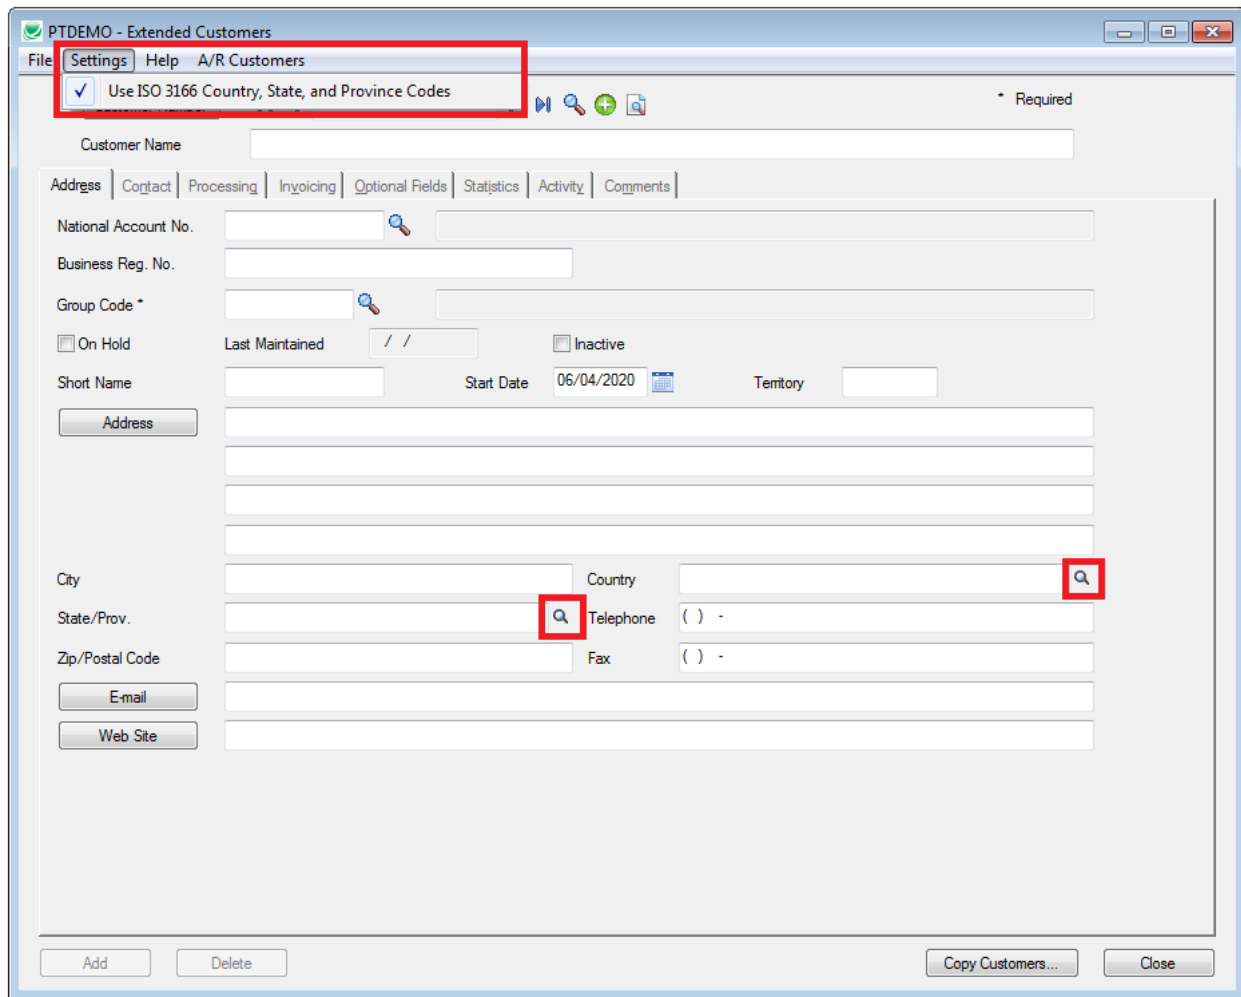 PTDEMO - Extended Customers
File Settings Help A/R Customers
Use ISO 3166 Country, State, and Province Codes
* Required
Customer Name
Address Contact Processing Invoicing Optional Fields Statistics Activity Comments
National Account No.
Business Reg. No.
Group Code *
On Hold Last Maintained / / Inactive
Short Name Start Date 06/04/2020 Territory
Address
City Country
State/Prov. Telephone ( ) -
Zip/Postal Code Fax ( ) -
E-mail
Web Site
Add Delete Copy Customers... Close